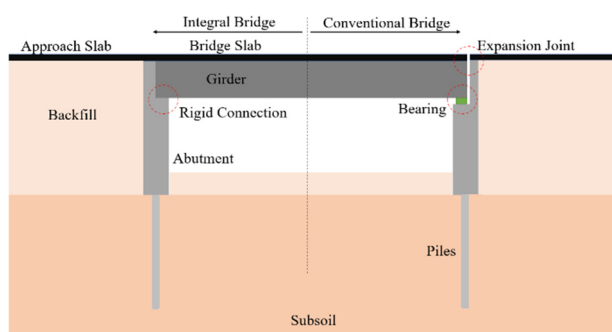 Integral Bridge
Conventional Bridge
Approach Slab
Bridge Slab
Expansion Joint
Girder
Backfill
Rigid Connection
Bearing
Abutment
Piles
Subsoil